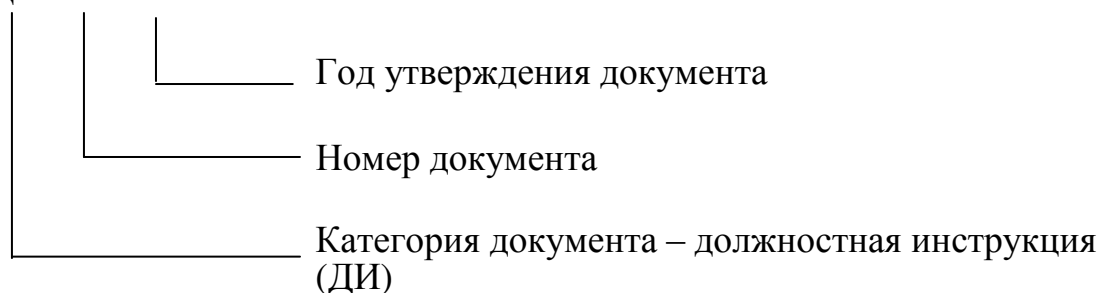 Год утверждения документа
Номер документа
Категория документа – должностная инструкция
(ДИ)